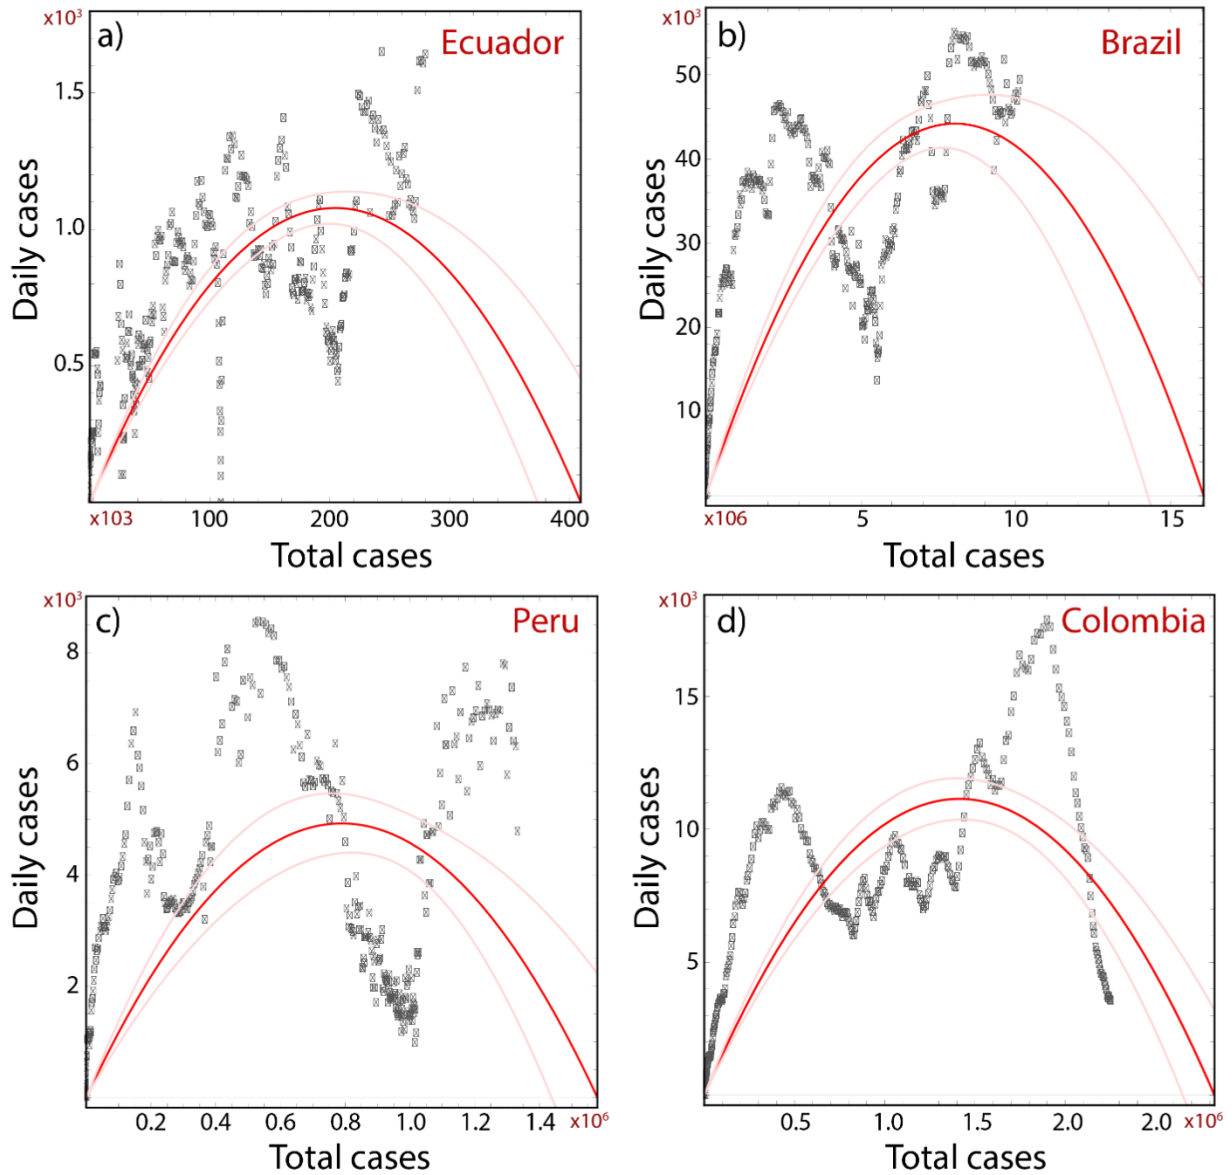 x10³
a)
Ecuador
1.5
1.0
0.5
Daily cases
x103
100
200
300
400
Total cases
x10³
b)
Brazil
50
40
30
20
10
Daily cases
x106
5
10
15
Total cases
x10³
c)
Peru
8
6
4
2
Daily cases
0.2
0.4
0.6
0.8
1.0
1.2
1.4
x10⁶
Total cases
x10³
d)
Colombia
15
10
5
Daily cases
0.5
1.0
1.5
2.0
2.0
x10⁶
Total cases